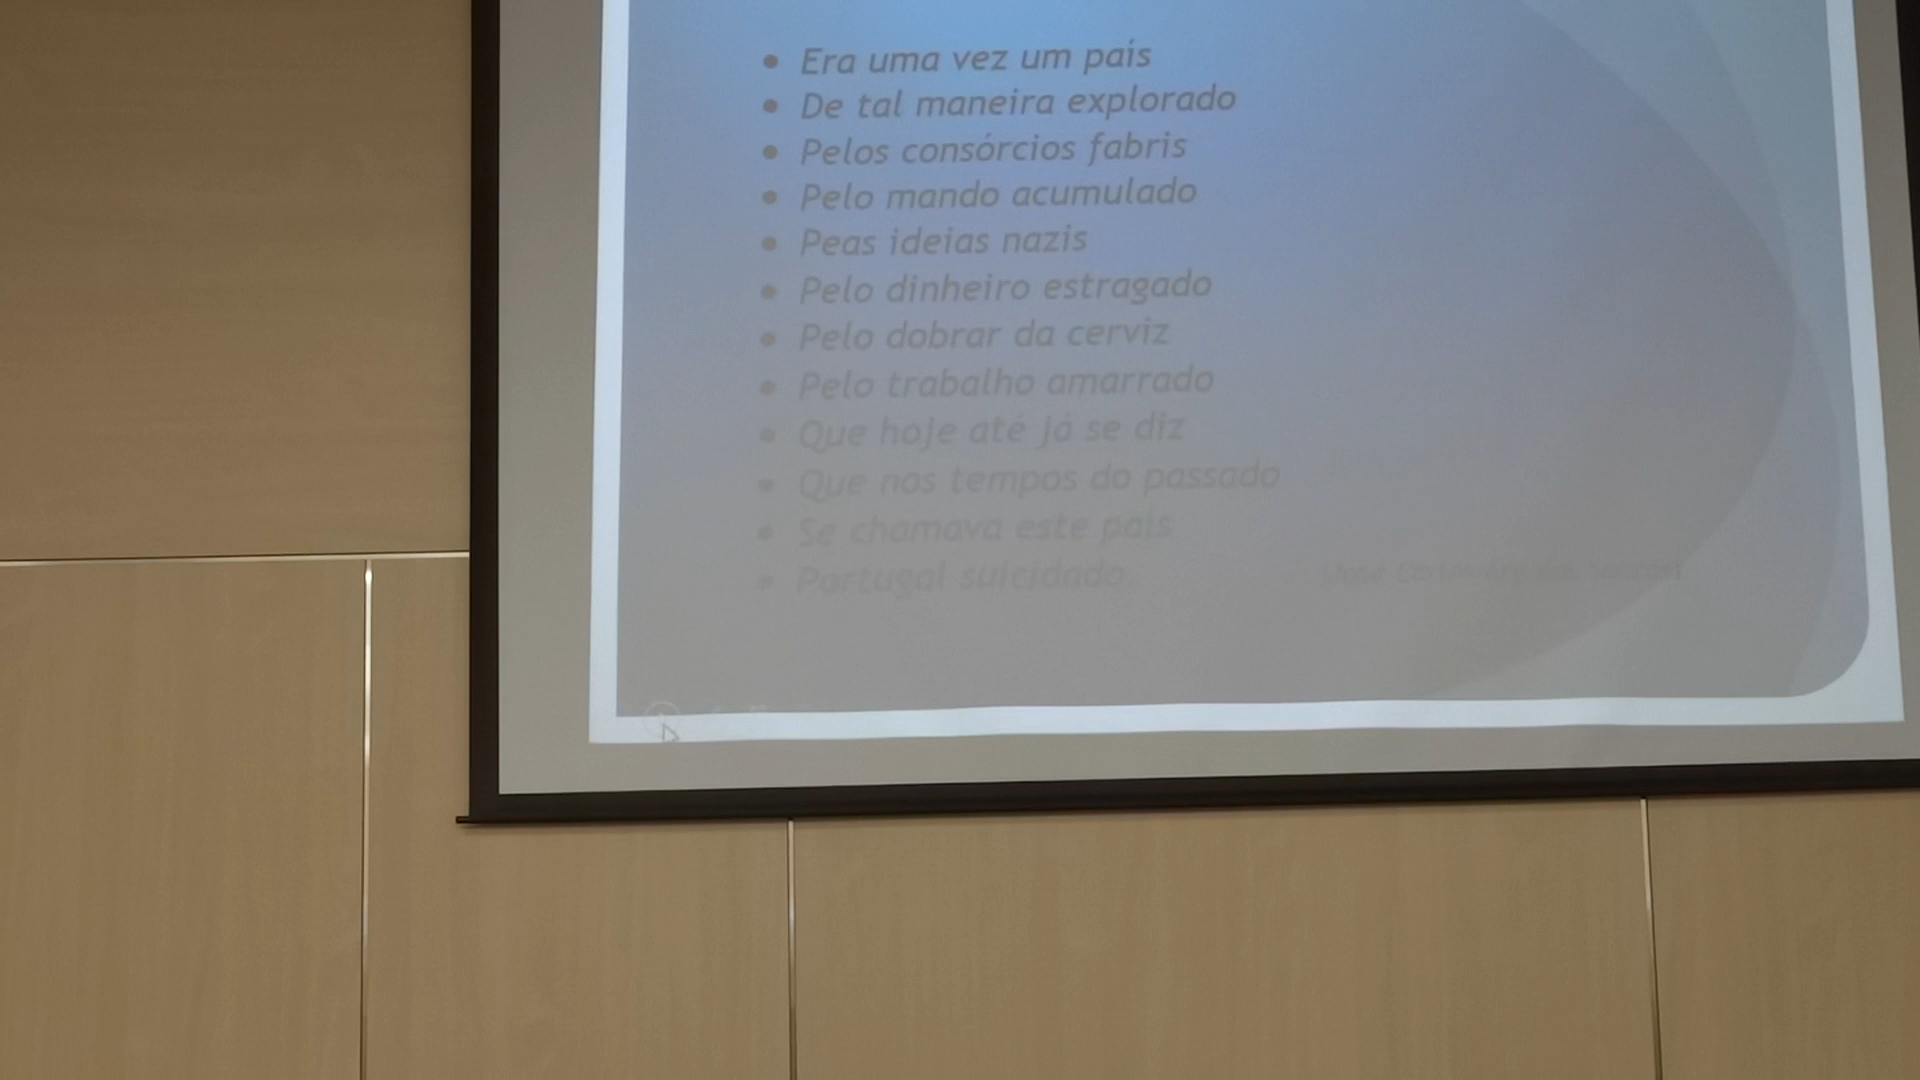 Era uma vez um país
De tal maneira explorado
Pelos consórcios fabris
Pelo mando acumulado
Peas ideias nazis
Pelo dinheiro estragado
Pelo dobrar da cerviz
Pelo trabalho amarrado
Que hoje até já se diz
Que nos tempos do passado
Se chamava este país
Portugal suicidado.